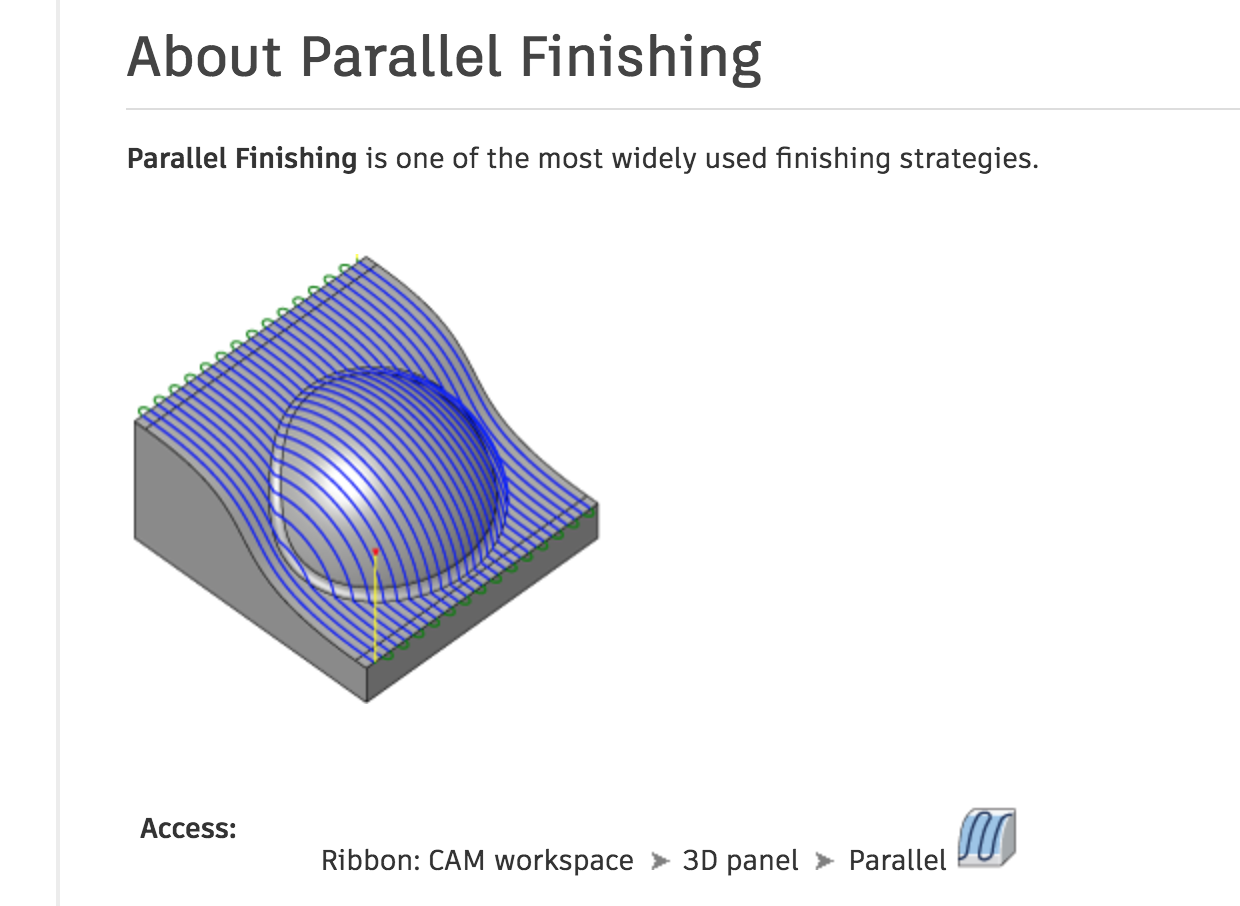 About Parallel Finishing
Parallel Finishing is one of the most widely used finishing strategies.
Access:
Ribbon: CAM workspace ➤ 3D panel ➤ Parallel